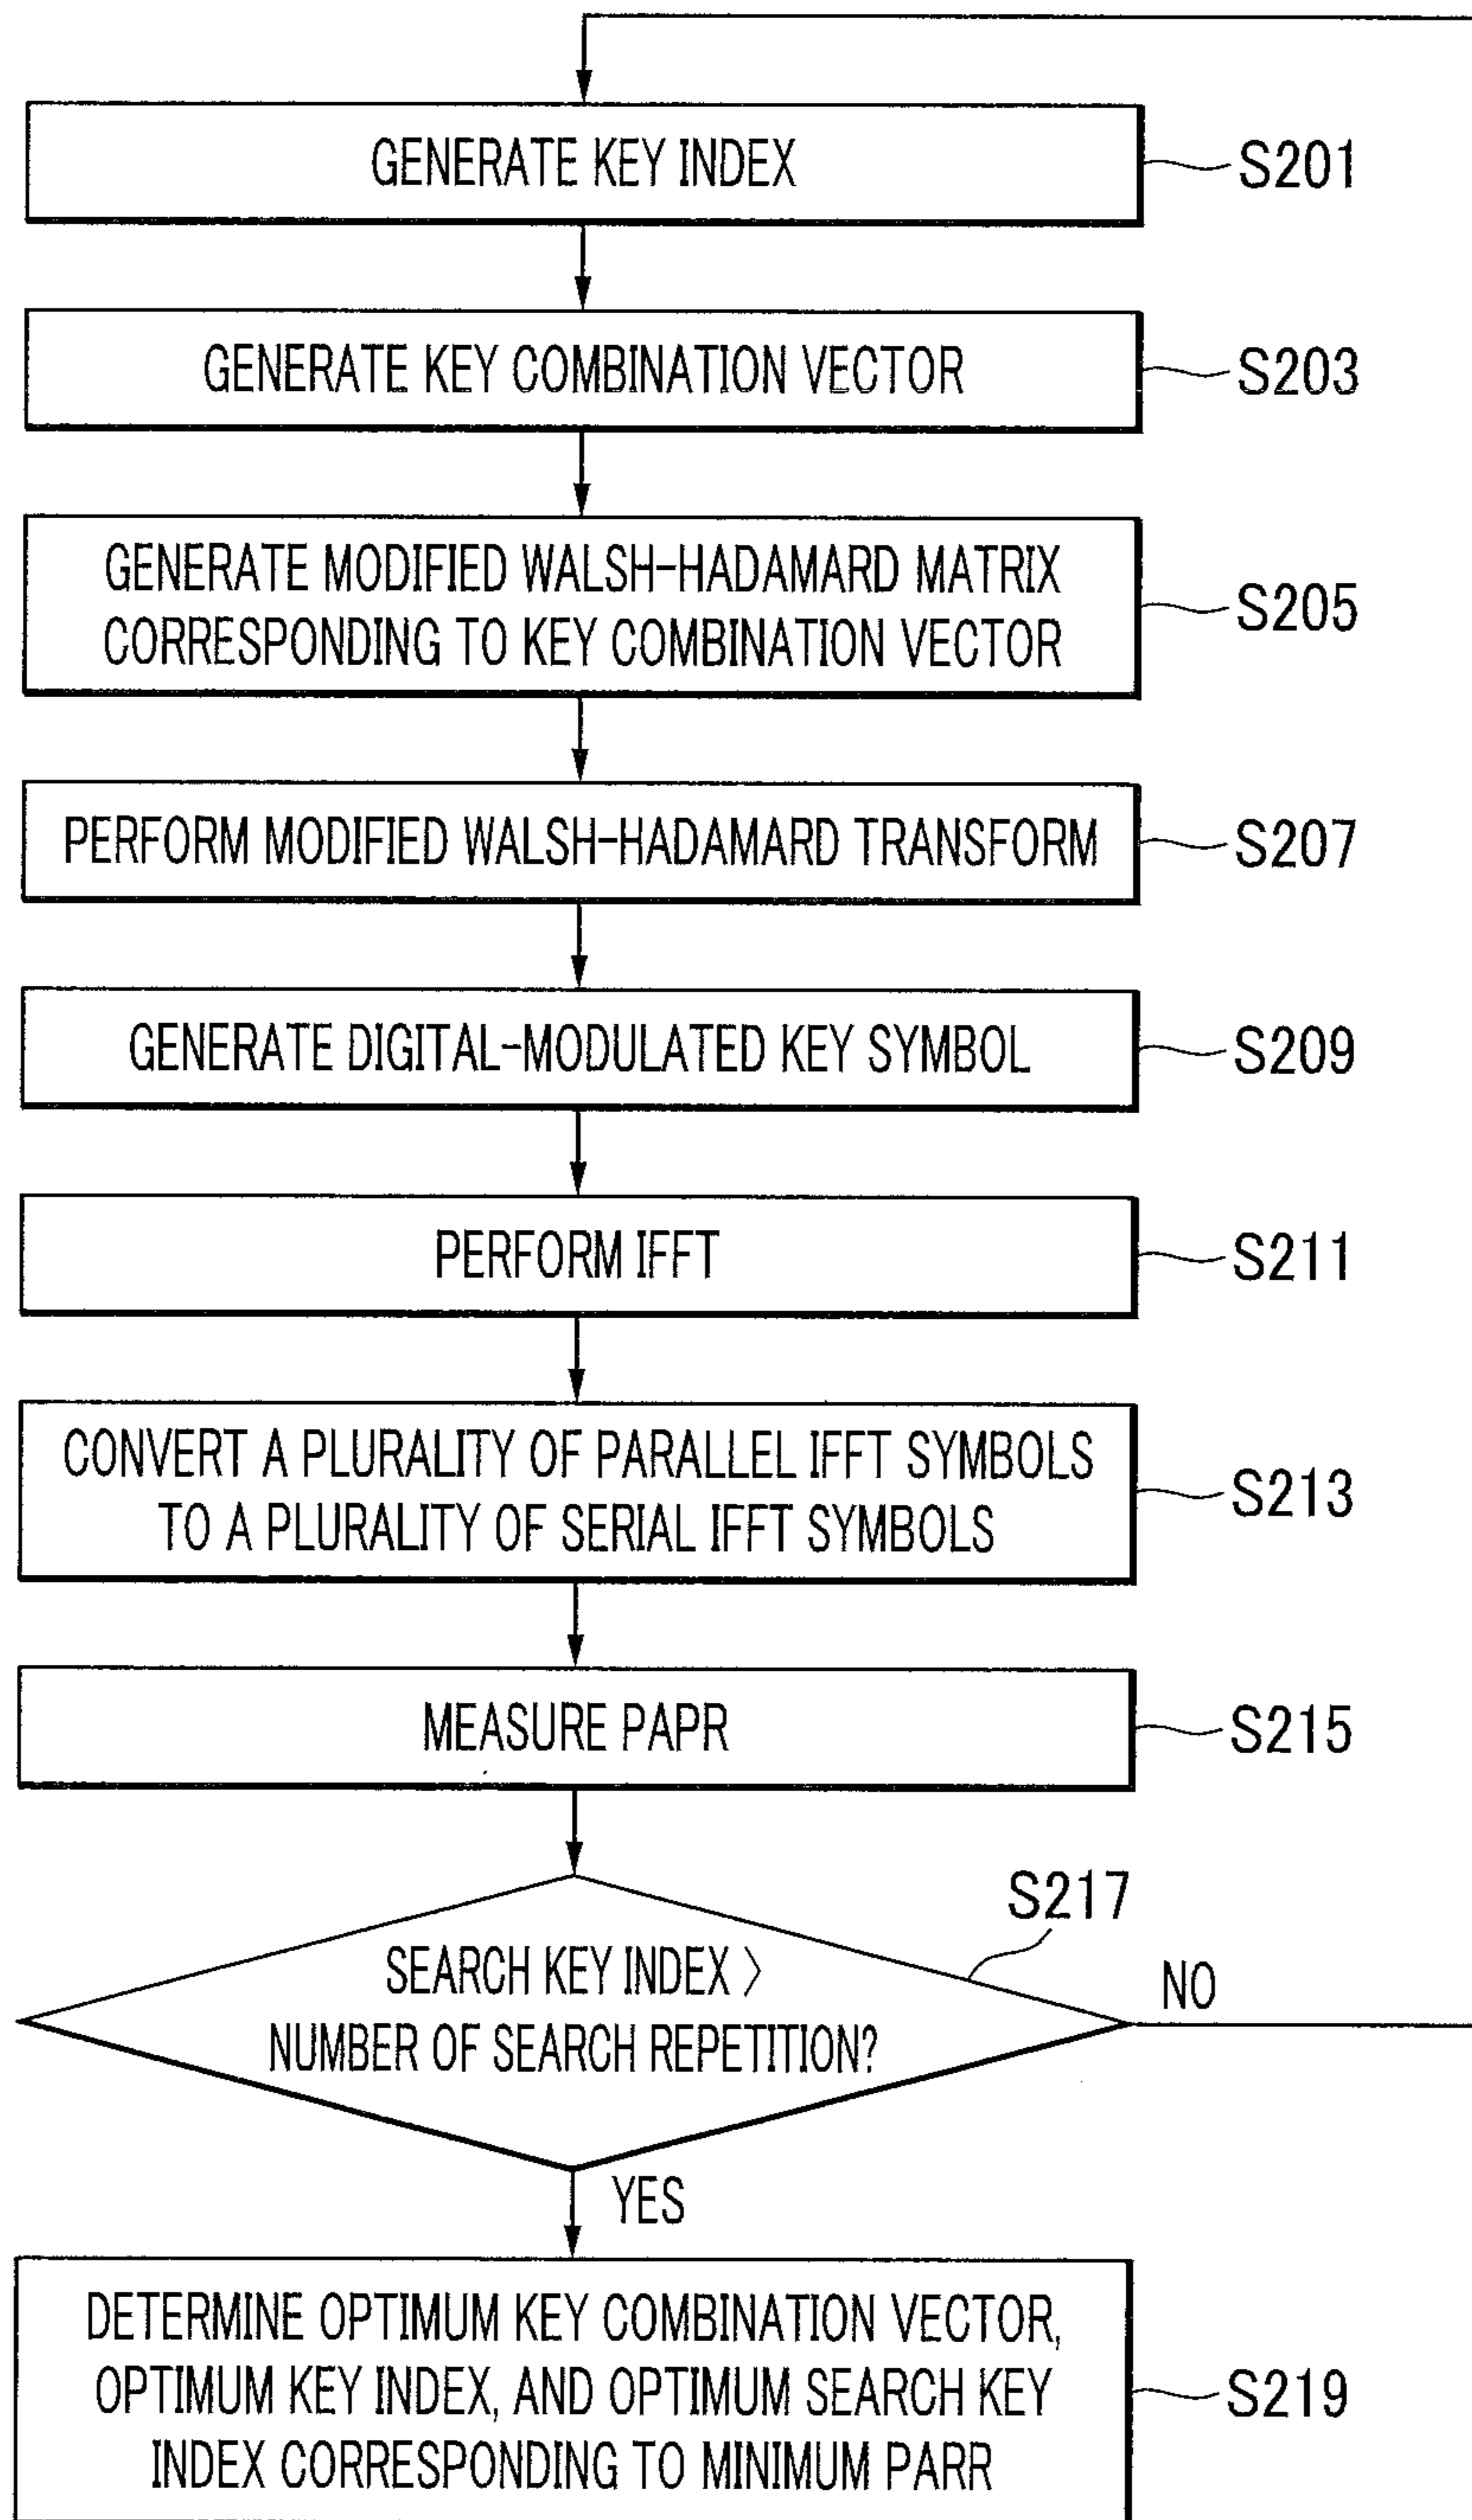 GENERATE KEY INDEX
S201
GENERATE KEY COMBINATION VECTOR
S203
GENERATE MODIFIED WALSH-HADAMARD MATRIX
CORRESPONDING TO KEY COMBINATION VECTOR
S205
PERFORM MODIFIED WALSH-HADAMARD TRANSFORM
S207
GENERATE DIGITAL-MODULATED KEY SYMBOL
S209
PERFORM IFFT
S211
CONVERT A PLURALITY OF PARALLEL IFFT SYMBOLS
TO A PLURALITY OF SERIAL IFFT SYMBOLS
S213
MEASURE PAPR
S215
S217
SEARCH KEY INDEX >
NUMBER OF SEARCH REPETITION?
NO
YES
DETERMINE OPTIMUM KEY COMBINATION VECTOR,
OPTIMUM KEY INDEX, AND OPTIMUM SEARCH KEY
INDEX CORRESPONDING TO MINIMUM PARR
S219